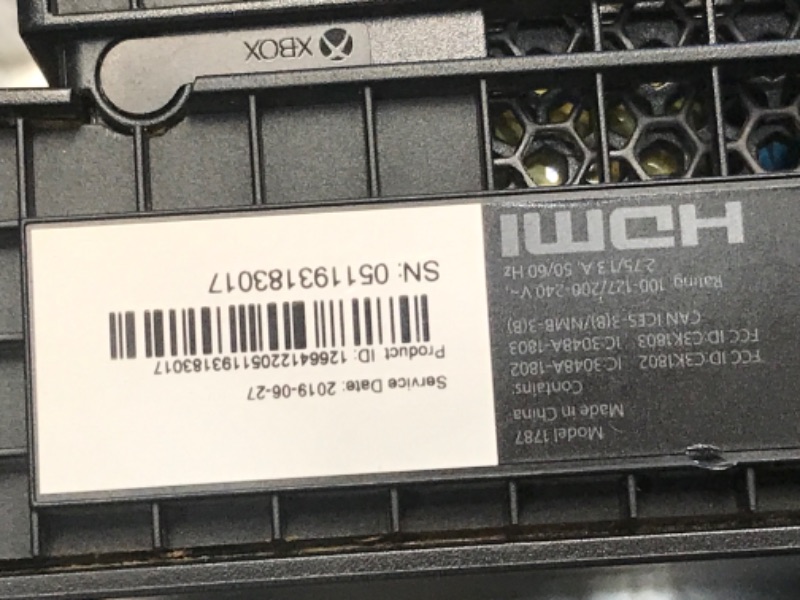 Model 1787
Made in China
Contains:
FCC ID:C3K1802 IC:3048A-1802
FCC ID:C3K1803 IC:3048A-1803
CAN ICES-3(B)/NMB-3(B)
Rating 100-127/200-240 V~,
2.75/1.3 A, 50/60 Hz
HDMI
Service Date: 2019-06-27
Product ID: 1266412205119318​3017
SN: 051193183017
XBOX